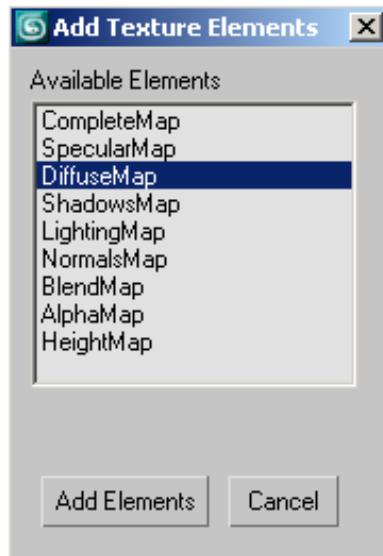 Add Texture Elements
Available Elements
CompleteMap
SpecularMap
DiffuseMap
ShadowsMap
LightingMap
NormalsMap
BlendMap
AlphaMap
HeightMap
Add Elements Cancel